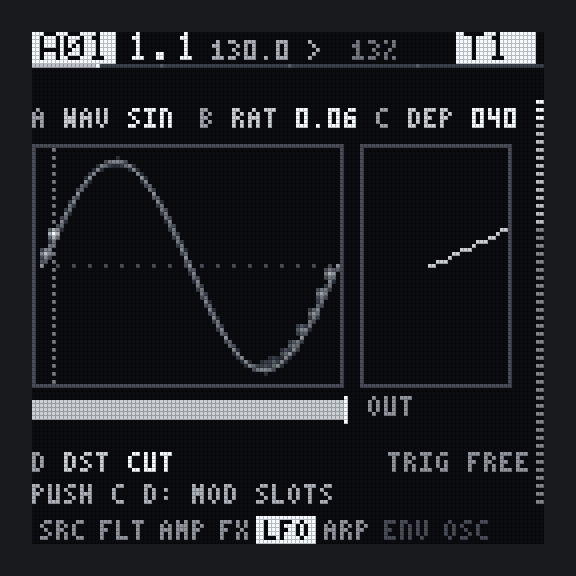 A01 1.1 130.0 > 13% T1
A WAV SIN B RAT 0.06 C DEP 040
OUT
D DST CUT TRIG FREE
PUSH C D: MOD SLOTS
SRC FLT AMP FX LFO ARP ENV OSC